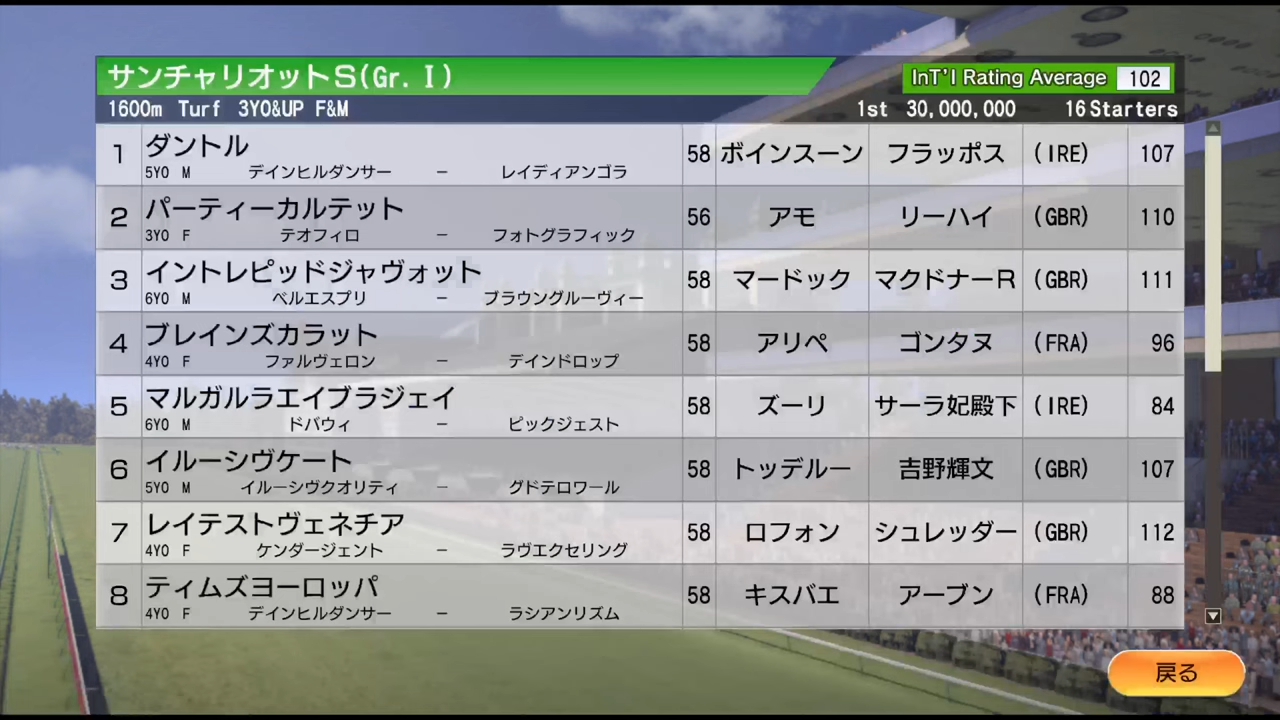 サンチャリオットS(Gr. I)
InT'l Rating Average 102
1600m Turf 3YO&UP F&M 1st 30,000,000 16Starters
1 ダントル 58 ボインスーン フラッポス (IRE) 107
5YO M デインヒルダンサー － レイディアンゴラ
2 パーティーカルテット 56 アモ リーハイ (GBR) 110
3YO F テオフィロ － フォトグラフィック
3 イントレピッドジャヴォット 58 マードック マクドナーR (GBR) 111
6YO M ベルエスプリ － ブラウングルーヴィー
4 ブレインズカラット 58 アリペ ゴンタヌ (FRA) 96
4YO F ファルヴェロン － デインドロップ
5 マルガルラエイブラジェイ 58 ズーリ サーラ妃殿下 (IRE) 84
6YO M ドバウィ － ピックジェスト
6 イルーシヴケート 58 トッデルー 吉野輝文 (GBR) 107
5YO M イルーシヴクオリティ － グドテロワール
7 レイテストヴェネチア 58 ロフォン シュレッダー (GBR) 112
4YO F ケンダージェント － ラヴエクセリング
8 ティムズヨーロッパ 58 キスバエ アーブン (FRA) 88
4YO F デインヒルダンサー － ラシアンリズム
戻る